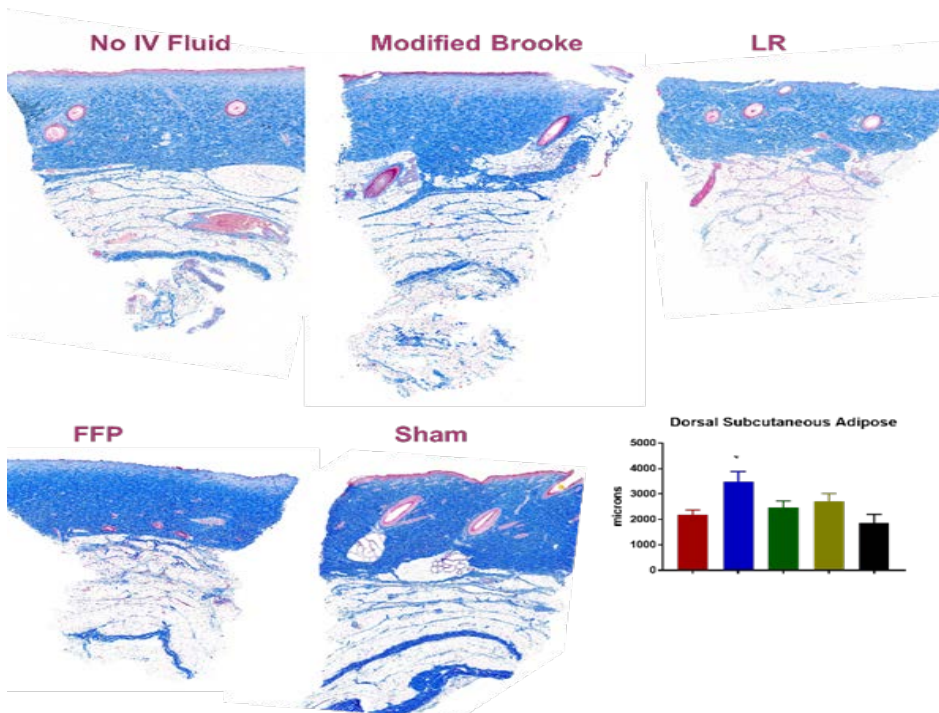 No IV Fluid
Modified Brooke
LR
FFP
Sham
Dorsal Subcutaneous Adipose
5000
4000
3000
2000
1000
0
microns
*